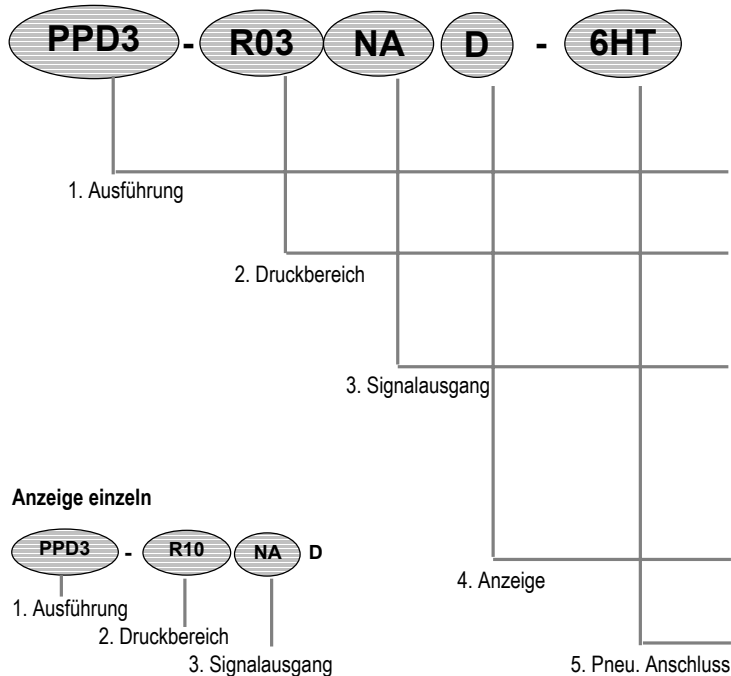 PPD3 - R03 NA D - 6HT
1. Ausführung
2. Druckbereich
3. Signalausgang
4. Anzeige
5. Pneu. Anschluss
Anzeige einzeln
PPD3 - R10 NA D
1. Ausführung
2. Druckbereich
3. Signalausgang